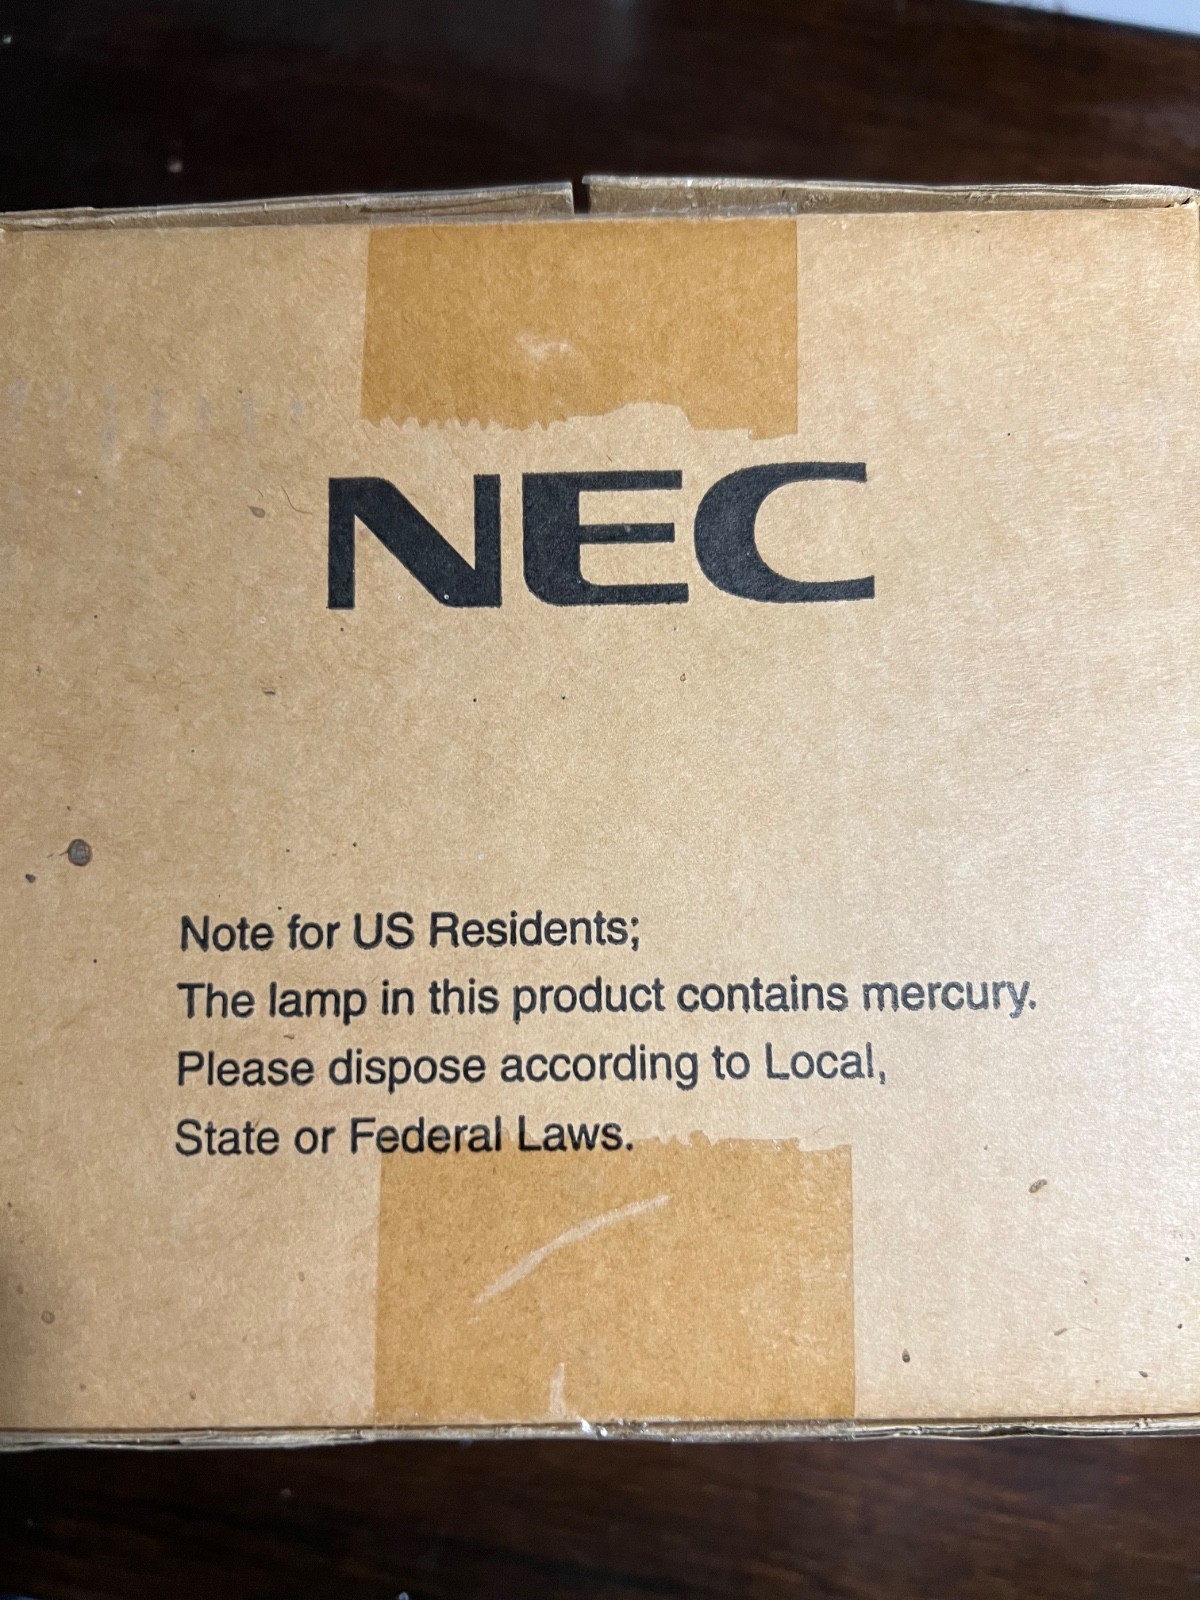 NEC
Note for US Residents;
The lamp in this product contains mercury.
Please dispose according to Local,
State or Federal Laws.